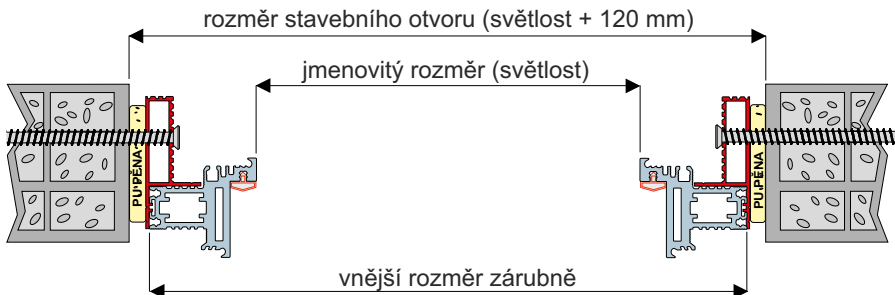 rozměr stavebního otvoru (světlost + 120 mm)
jmenovitý rozměr (světlost)
PU PĚNA
PU PĚNA
vnější rozměr zárubně